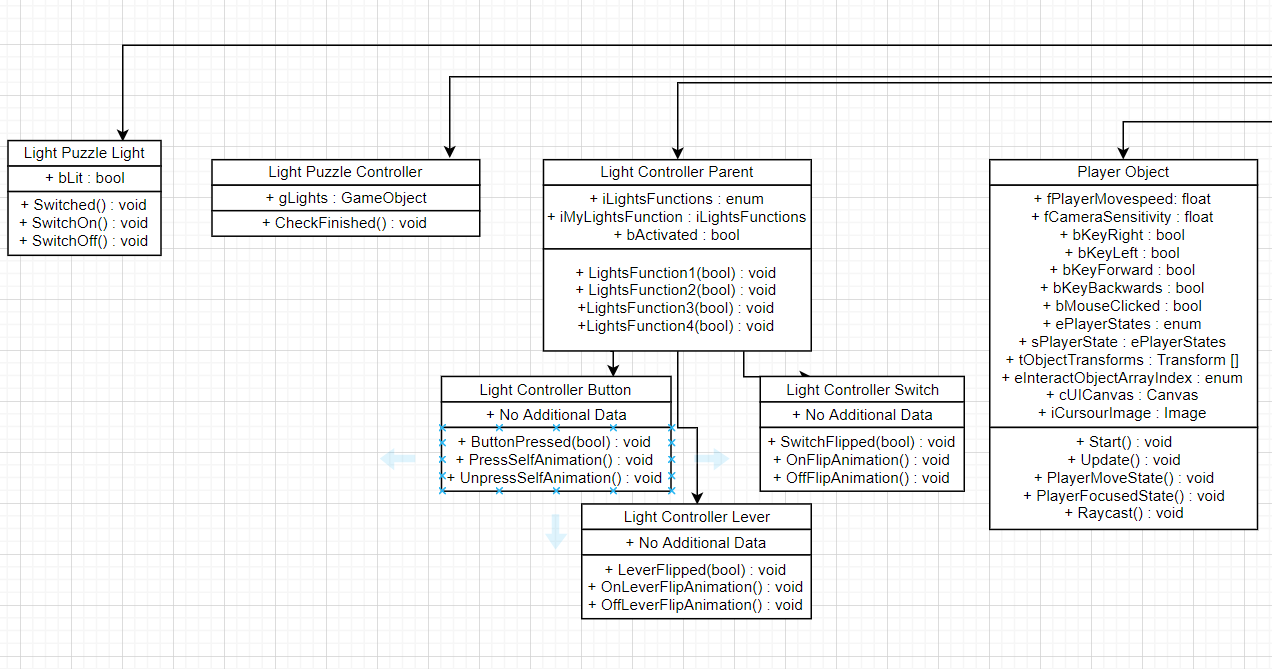 Light Puzzle Light
+ bLit : bool
+ Switched() : void
+ SwitchOn() : void
+ SwitchOff() : void
Light Puzzle Controller
+ gLights : GameObject
+ CheckFinished() : void
Light Controller Parent
+ iLightsFunctions : enum
+ iMyLightsFunction : iLightsFunctions
+ bActivated : bool
+ LightsFunction1(bool) : void
+ LightsFunction2(bool) : void
+LightsFunction3(bool) : void
+LightsFunction4(bool) : void
Player Object
+ fPlayerMovespeed: float
+ fCameraSensitivity : float
+ bKeyRight : bool
+ bKeyLeft : bool
+ bKeyForward : bool
+ bKeyBackwards : bool
+ bMouseClicked : bool
+ ePlayerStates : enum
+ sPlayerState : ePlayerStates
+ tObjectTransforms : Transform []
+ eInteractObjectArrayIndex : enum
+ cUICanvas : Canvas
+ iCursourImage : Image
+ Start() : void
+ Update() : void
+ PlayerMoveState() : void
+ PlayerFocusedState() : void
+ Raycast() : void
Light Controller Button
+ No Additional Data
+ ButtonPressed(bool) : void
+ PressSelfAnimation() : void
+ UnpressSelfAnimation() : void
Light Controller Switch
+ No Additional Data
+ SwitchFlipped(bool) : void
+ OnFlipAnimation() : void
+ OffFlipAnimation() : void
Light Controller Lever
+ No Additional Data
+ LeverFlipped(bool) : void
+ OnLeverFlipAnimation() : void
+ OffLeverFlipAnimation() : void